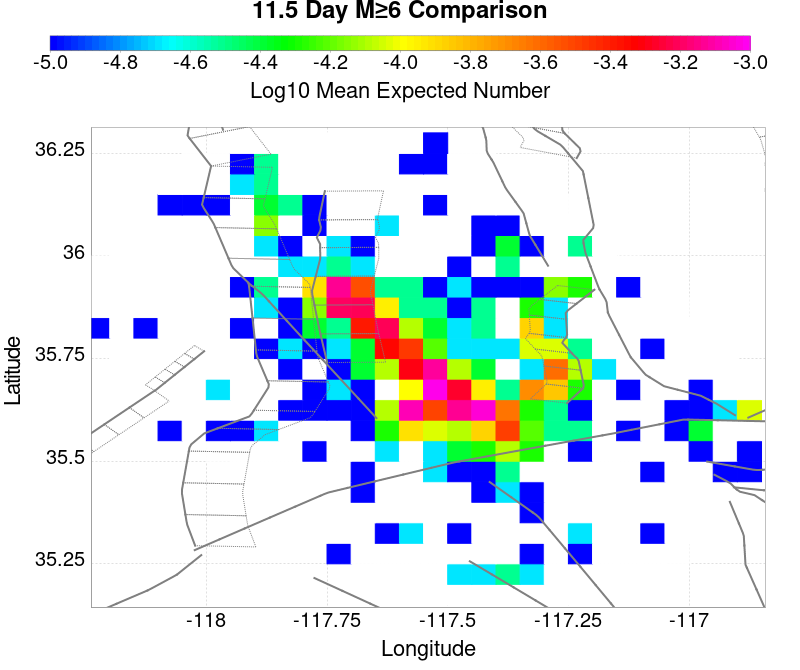 11.5 Day M≥6 Comparison
-5.0 -4.8 -4.6 -4.4 -4.2 -4.0 -3.8 -3.6 -3.4 -3.2 -3.0
Log10 Mean Expected Number
36.25
36
35.75
35.5
35.25
Latitude
-118 -117.75 -117.5 -117.25 -117
Longitude